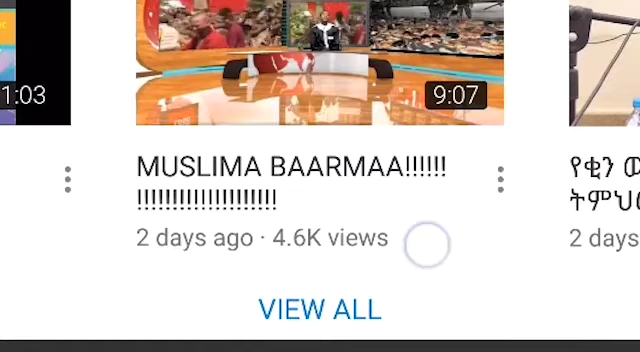 1:03
9:07
MUSLIMA BAARMAA!!!!!!
!!!!!!!!!!!!!!!!!!!!
2 days ago · 4.6K views
VIEW ALL
የቂን
ትምህ
2 days